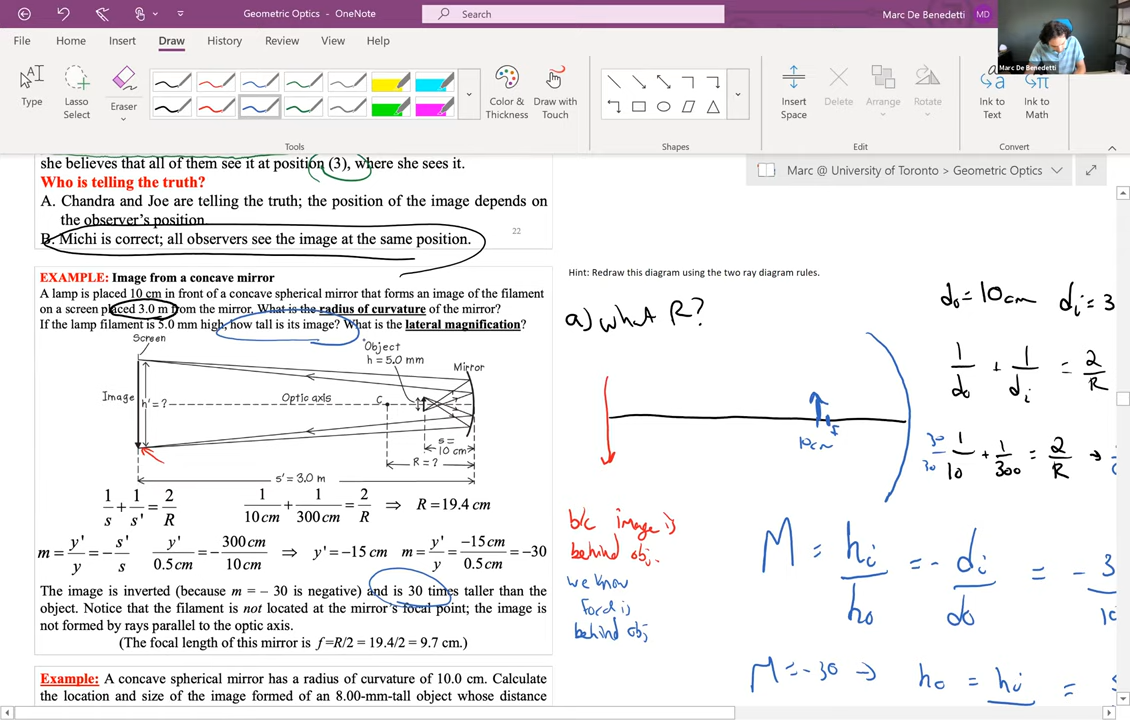 Geometric Optics - OneNote
Search
Marc De Benedetti
MD
File
Home
Insert
Draw
History
Review
View
Help
Marc De Benedetti
Type
Lasso
Select
Eraser
Color &
Thickness
Draw with
Touch
Insert
Space
Delete
Arrange
Rotate
Ink to
Text
Ink to
Math
Tools
Shapes
Edit
Convert
Marc @ University of Toronto > Geometric Optics
she believes that all of them see it at position (3), where she sees it.
Who is telling the truth?
A. Chandra and Joe are telling the truth; the position of the image depends on
the observer's position.
B. Michi is correct; all observers see the image at the same position.
22
EXAMPLE: Image from a concave mirror
A lamp is placed 10 cm in front of a concave spherical mirror that forms an image of the filament
on a screen placed 3.0 m from the mirror. What is the radius of curvature of the mirror?
If the lamp filament is 5.0 mm high, how tall is its image? What is the lateral magnification?
Screen
Object
h = 5.0 mm
Mirror
Image
h' = ?
Optic axis
C
s =
10 cm
R = ?
s' = 3.0 m
1/s + 1/s' = 2/R
1/10 cm + 1/300 cm = 2/R ⇒ R = 19.4 cm
m = y'/y = - s'/s
y'/0.5 cm = - 300 cm/10 cm ⇒ y' = -15 cm
m = y'/y = -15 cm/0.5 cm = -30
The image is inverted (because m = – 30 is negative) and is 30 times taller than the
object. Notice that the filament is not located at the mirror's focal point; the image is
not formed by rays parallel to the optic axis.
(The focal length of this mirror is f=R/2 = 19.4/2 = 9.7 cm.)
Example: A concave spherical mirror has a radius of curvature of 10.0 cm. Calculate
the location and size of the image formed of an 8.00-mm-tall object whose distance
Hint: Redraw this diagram using the two ray diagram rules.
a) what R?
do = 10cm di = 3
1/do + 1/di = 2/R
10cm
30/30 1/10 + 1/300 = 2/R →
b/c image is
behind obj.
we know
Focal is
behind obj
M = hi/ho = - di/do = - 3
10
M = -30 → ho = hi =